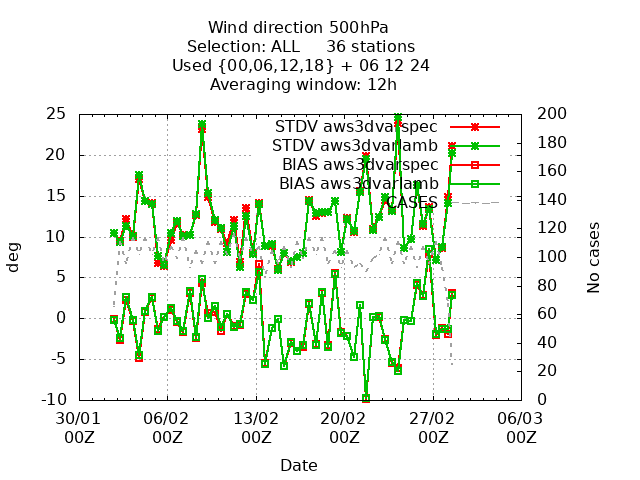 Wind direction 500hPa
Selection: ALL 36 stations
Used {00,06,12,18} + 06 12 24
Averaging window: 12h
25
20
15
10
5
0
-5
-10
deg
200
180
160
140
120
100
80
60
40
20
0
No cases
STDV aws3dvarspec
STDV aws3dvarlamb
BIAS aws3dvarspec
BIAS aws3dvarlamb
CASES
30/01 06/02 13/02 20/02 27/02 06/03
00Z 00Z 00Z 00Z 00Z 00Z
Date